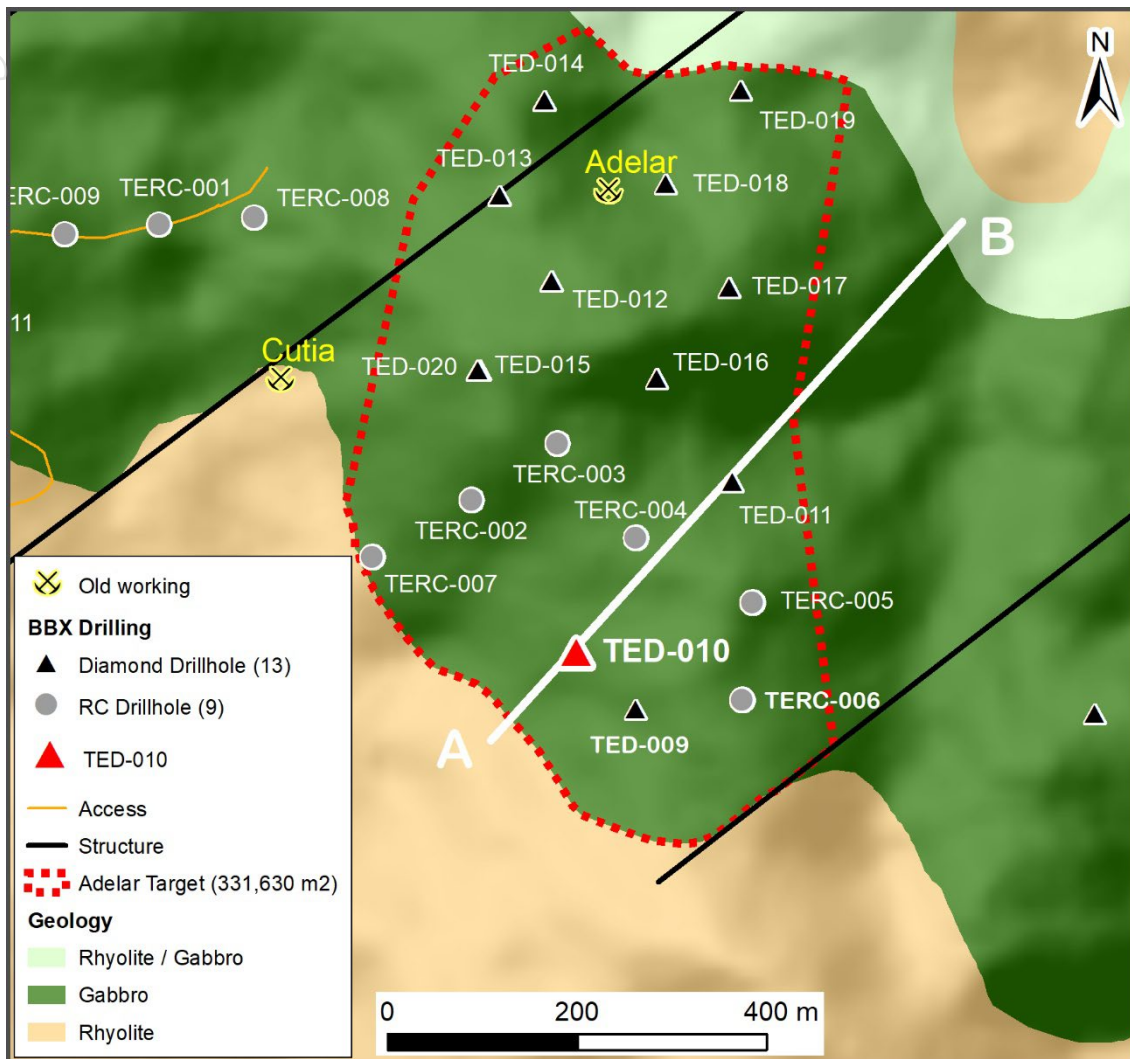 N
TED-014
TED-019
TED-013
Adelar
TED-018
ERC-009
TERC-001
TERC-008
B
TED-012
TED-017
11
Cutia
TED-020
TED-015
TED-016
TERC-003
TED-011
TERC-002
TERC-004
TERC-007
TERC-005
TED-010
TERC-006
A
TED-009
Old working
BBX Drilling
Diamond Drillhole (13)
RC Drillhole (9)
TED-010
Access
Structure
Adelar Target (331,630 m2)
Geology
Rhyolite / Gabbro
Gabbro
Rhyolite
0 200 400 m